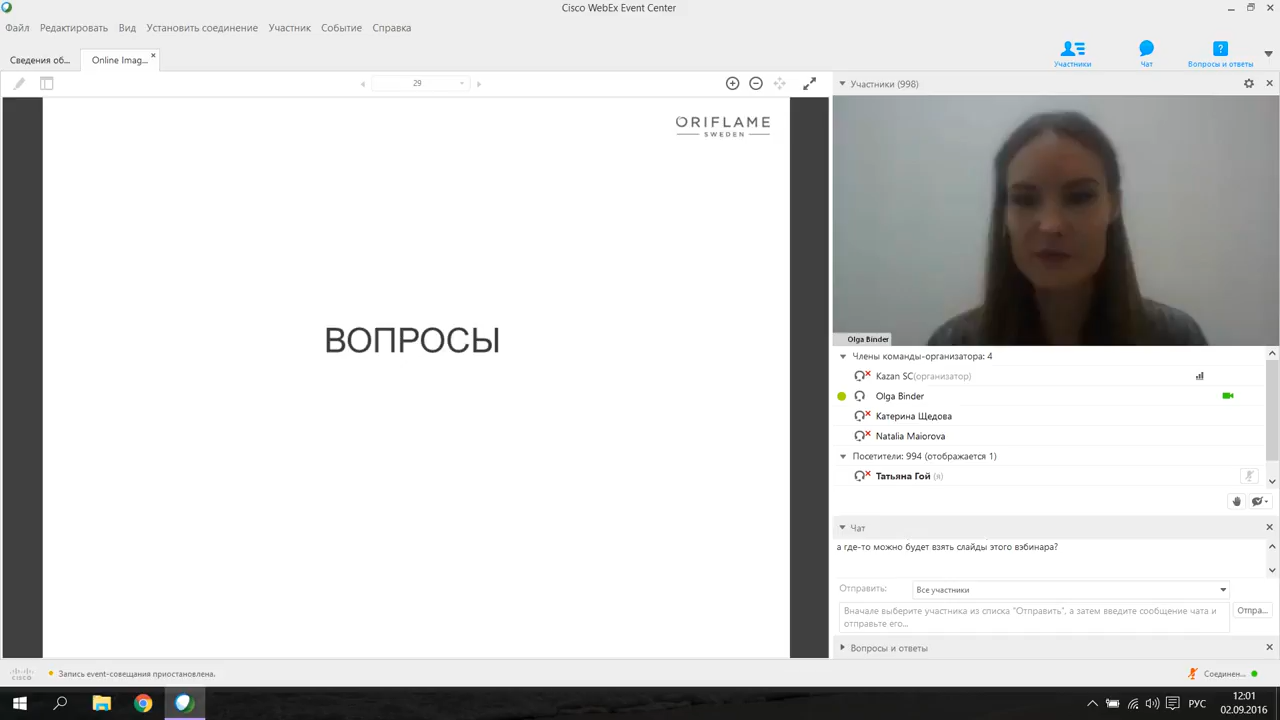 Cisco WebEx Event Center
Файл Редактировать Вид Установить соединение Участник Событие Справка
Сведения об... Online Imag...
Участники Чат Вопросы и ответы
29
Участники (998)
ORIFLAME
SWEDEN
ВОПРОСЫ
Olga Binder
Члены команды-организатора: 4
Kazan SC(организатор)
Olga Binder
Катерина Щедова
Natalia Maiorova
Посетители: 994 (отображается 1)
Татьяна Гой (я)
Чат
а где-то можно будет взять слайды этого вэбинара?
Отправить: Все участники
Вначале выберите участника из списка "Отправить", а затем введите сообщение чата и
отправьте его...
Отпра...
Вопросы и ответы
cisco
Запись event-совещания приостановлена.
Соединен...
РУС
12:01
02.09.2016